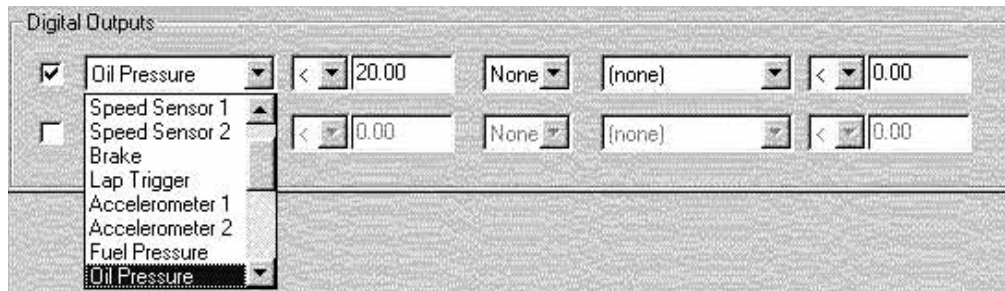 Digital Outputs
Oil Pressure < 20.00 None (none) < 0.00
Speed Sensor 1
Speed Sensor 2
< 0.00 None (none) < 0.00
Brake
Lap Trigger
Accelerometer 1
Accelerometer 2
Fuel Pressure
Oil Pressure